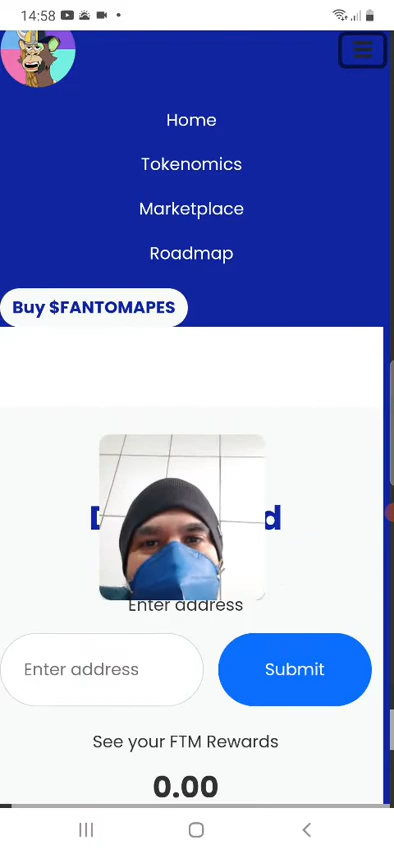 14:58
Home
Tokenomics
Marketplace
Roadmap
Buy $FANTOMAPES
Enter address
Enter address
Submit
See your FTM Rewards
0.00